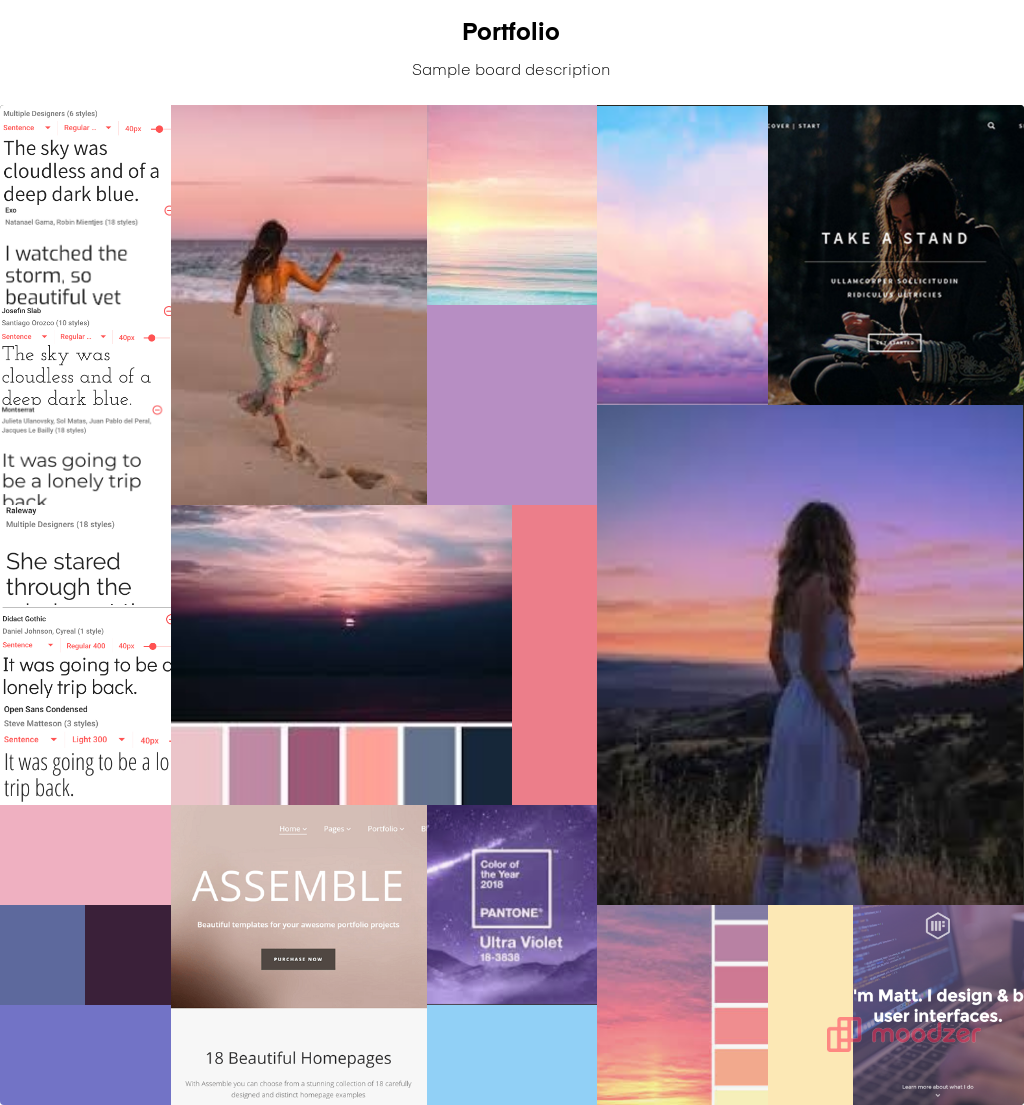 Portfolio
Sample board description
Multiple Designers (6 styles)
Sentence Regular ... 40px
The sky was
cloudless and of a
deep dark blue.
Exo
Natanael Gama, Robin Mientjes (18 styles)
I watched the
storm, so
beautiful yet
Josefin Slab
Santiago Orozco (10 styles)
Sentence Regular ... 40px
The sky was
cloudless and of a
deep dark blue.
Montserrat
Julieta Ulanovsky, Sol Matas, Juan Pablo del Peral,
Jacques Le Bailly (18 styles)
It was going to
be a lonely trip
back
Raleway
Multiple Designers (18 styles)
She stared
through the
Didact Gothic
Daniel Johnson, Cyreal (1 style)
Sentence Regular 400 40px
It was going to be a
lonely trip back.
Open Sans Condensed
Steve Matteson (3 styles)
Sentence Light 300 40px
It was going to be a lo
trip back.
COVER | START
TAKE A STAND
ULLAMCORPER SOLLICITUDIN
RIDICULUS ULTRICIES
GET STARTED
Home Pages Portfolio Bl
ASSEMBLE
Beautiful templates for your awesome portfolio projects
PURCHASE NOW
18 Beautiful Homepages
With Assemble you can choose from a stunning collection of 18 carefully
designed and distinct homepage examples
Color of
the Year
2018
PANTONE®
Ultra Violet
18-3838
'm Matt. I design & b
user interfaces.
moodzer
Learn more about what I do